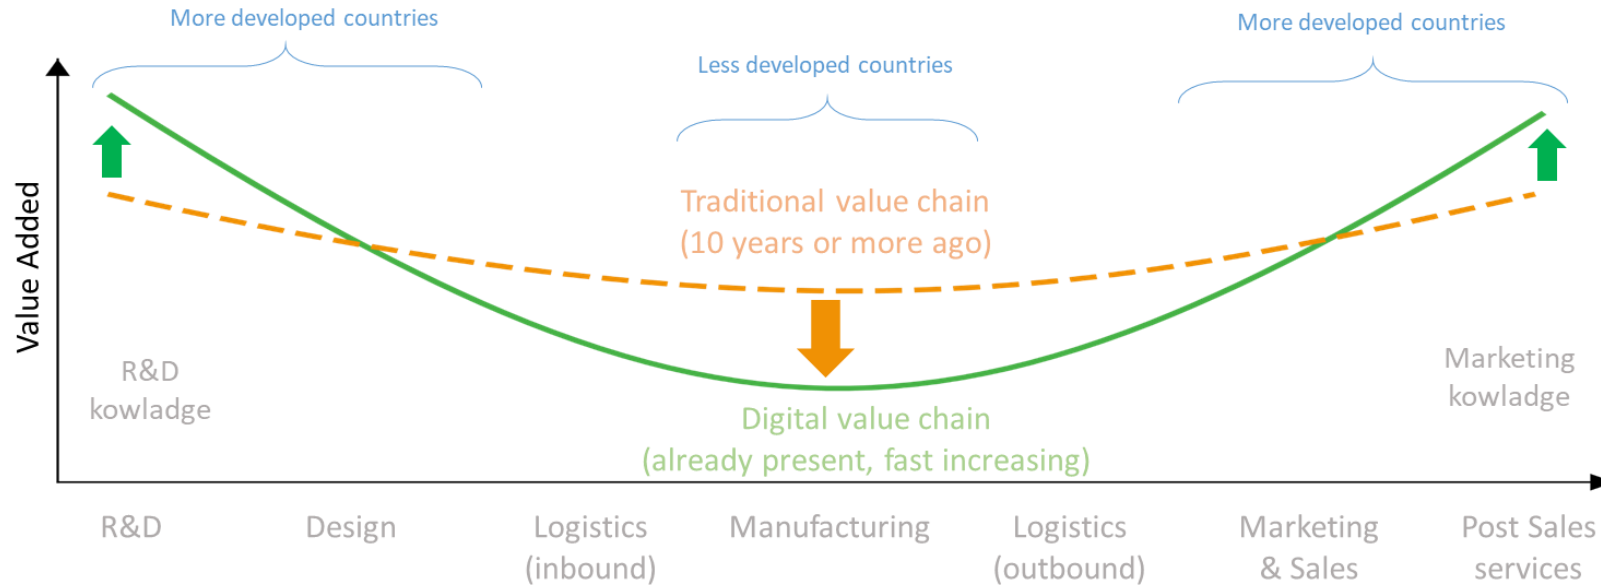 More developed countries
More developed countries
Less developed countries
Value Added
Traditional value chain
(10 years or more ago)
R&D
kowladge
Marketing
kowladge
Digital value chain
(already present, fast increasing)
R&D
Design
Logistics
(inbound)
Manufacturing
Logistics
(outbound)
Marketing
& Sales
Post Sales
services